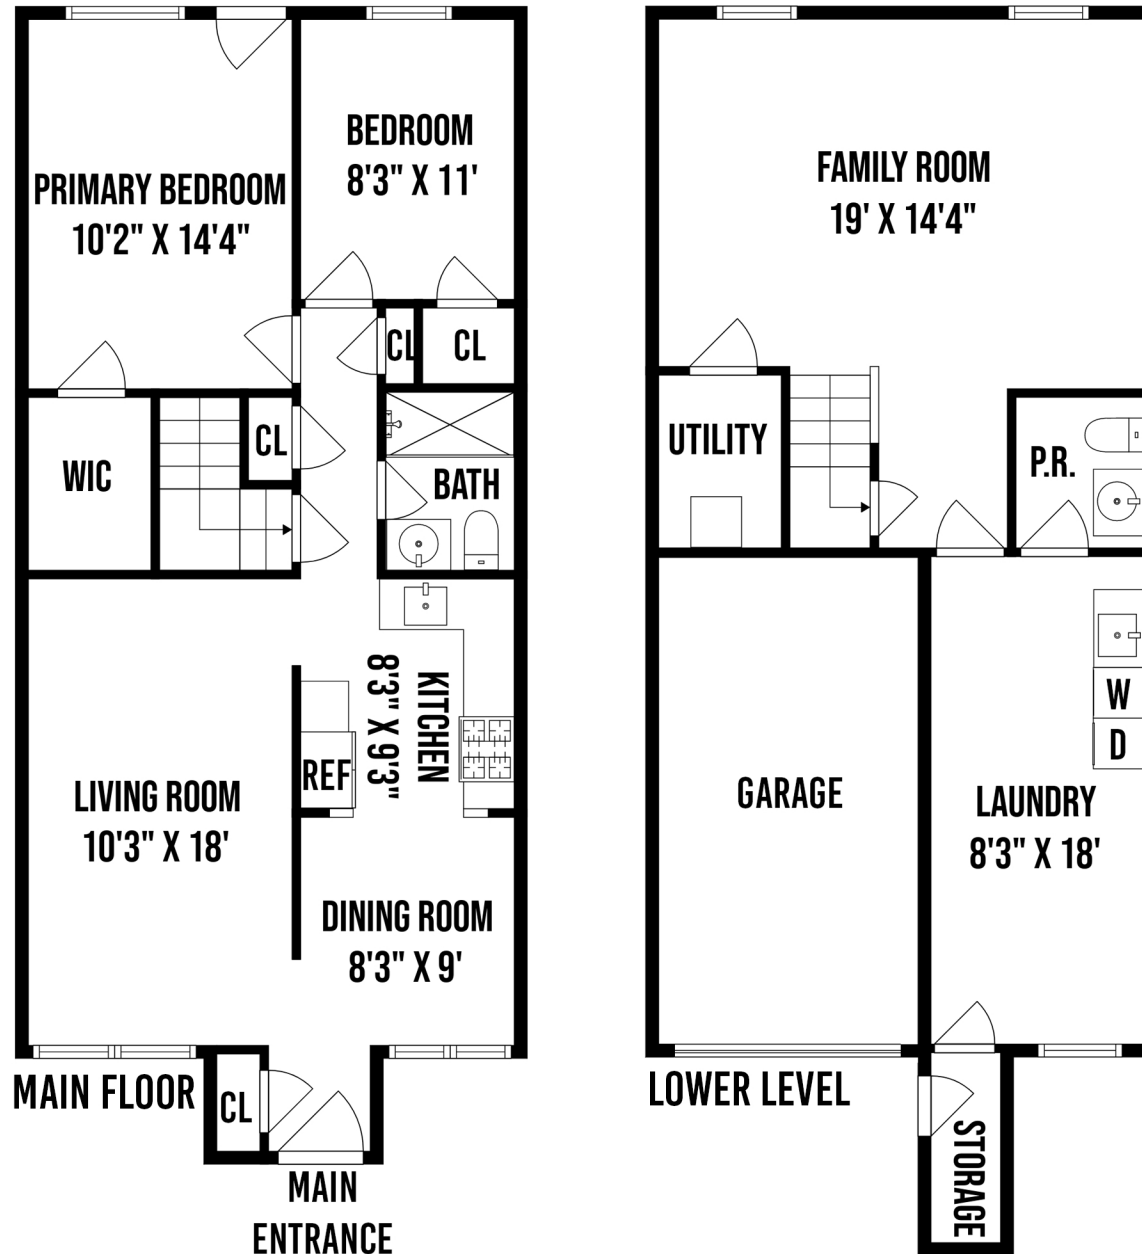 PRIMARY BEDROOM
10'2" X 14'4"
BEDROOM
8'3" X 11'
CL
CL
WIC
CL
BATH
KITCHEN
8'3" X 9'3"
REF
LIVING ROOM
10'3" X 18'
DINING ROOM
8'3" X 9'
MAIN FLOOR
CL
MAIN
ENTRANCE
FAMILY ROOM
19' X 14'4"
UTILITY
P.R.
W
D
GARAGE
LAUNDRY
8'3" X 18'
LOWER LEVEL
STORAGE